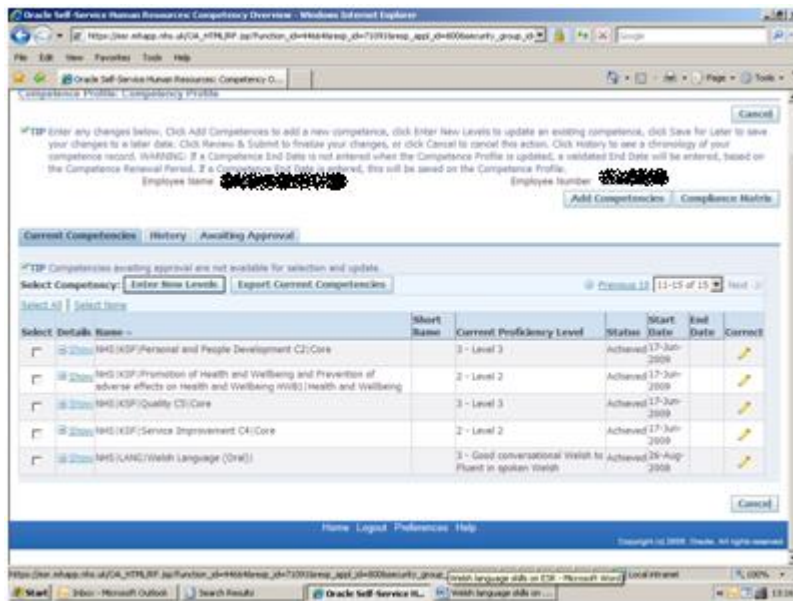 Oracle Self-Service Human Resources: Competency Overview - Windows Internet Explorer
Google
File Edit View Favorites Tools Help
Oracle Self-Service Human Resources: Competency O...
Page Tools
Competence Profile: Competency Profile
Cancel
TIP Enter any changes below. Click Add Competences to add a new competence, click Enter New Levels to update an existing competence, click Save for Later to save
your changes to a later date. Click Review & Submit to finalize your changes, or click Cancel to cancel this action. Click History to see a chronology of your
competence record. WARNING: If a Competence End Date is not entered when the Competence Profile is updated, a validated End Date will be entered, based on
the Competence Renewal Period. If a Competence End Date is entered, this will be saved on the Competence Profile.
Employee Name Employee Number
Add Competencies Compliance Matrix
Current Competencies History Awaiting Approval
TIP Competencies awaiting approval are not available for selection and update.
Select Competency: Enter New Levels Export Current Competencies Previous 10 11-15 of 15 Next
Select All Select None
Select Details Name Short Name Current Proficiency Level Status Start Date End Date Correct
Show NHS|KSF|Personal and People Development C2|Core 3 - Level 3 Achieved 17-Jun-2009
Show NHS|KSF|Promotion of Health and Wellbeing and Prevention of adverse effects on Health and Wellbeing HWB1|Health and Wellbeing 2 - Level 2 Achieved 17-Jun-2009
Show NHS|KSF|Quality C5|Core 3 - Level 3 Achieved 17-Jun-2009
Show NHS|KSF|Service Improvement C4|Core 2 - Level 2 Achieved 17-Jun-2009
Show NHS|LANG|Welsh Language (Oral)| 3 - Good conversational Welsh to Fluent in spoken Welsh Achieved 26-Aug-2008
Cancel
Home Logout Preferences Help
Copyright (c) 2006, Oracle. All rights reserved.
Welsh language skills on ESR - Microsoft Word
Local intranet 100%
Start Inbox - Microsoft Outlook Search Results Oracle Self-Service H... Welsh language skills on ...